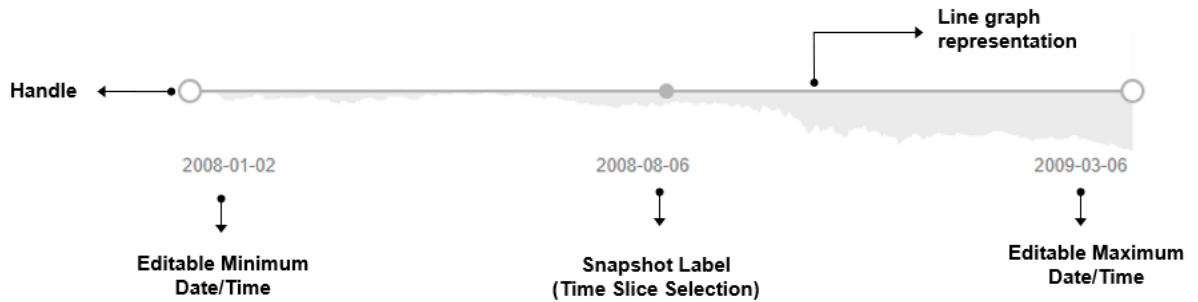 Line graph
representation
Handle
2008-01-02
2008-08-06
2009-03-06
Editable Minimum
Date/Time
Snapshot Label
(Time Slice Selection)
Editable Maximum
Date/Time